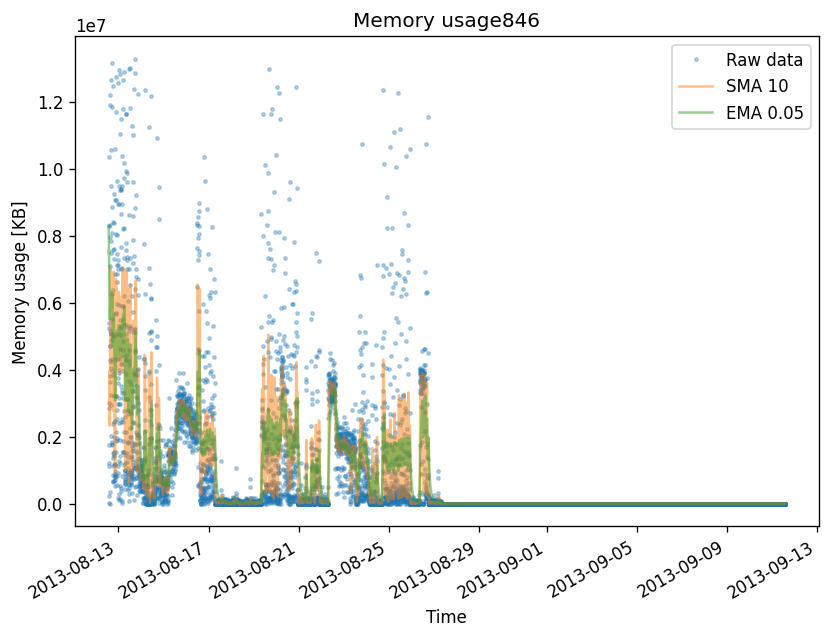 Memory usage846
1e7
Raw data
SMA 10
EMA 0.05
1.2
1.0
0.8
0.6
0.4
0.2
0.0
Memory usage [KB]
2013-08-13
2013-08-17
2013-08-21
2013-08-25
2013-08-29
2013-09-01
2013-09-05
2013-09-09
2013-09-13
Time